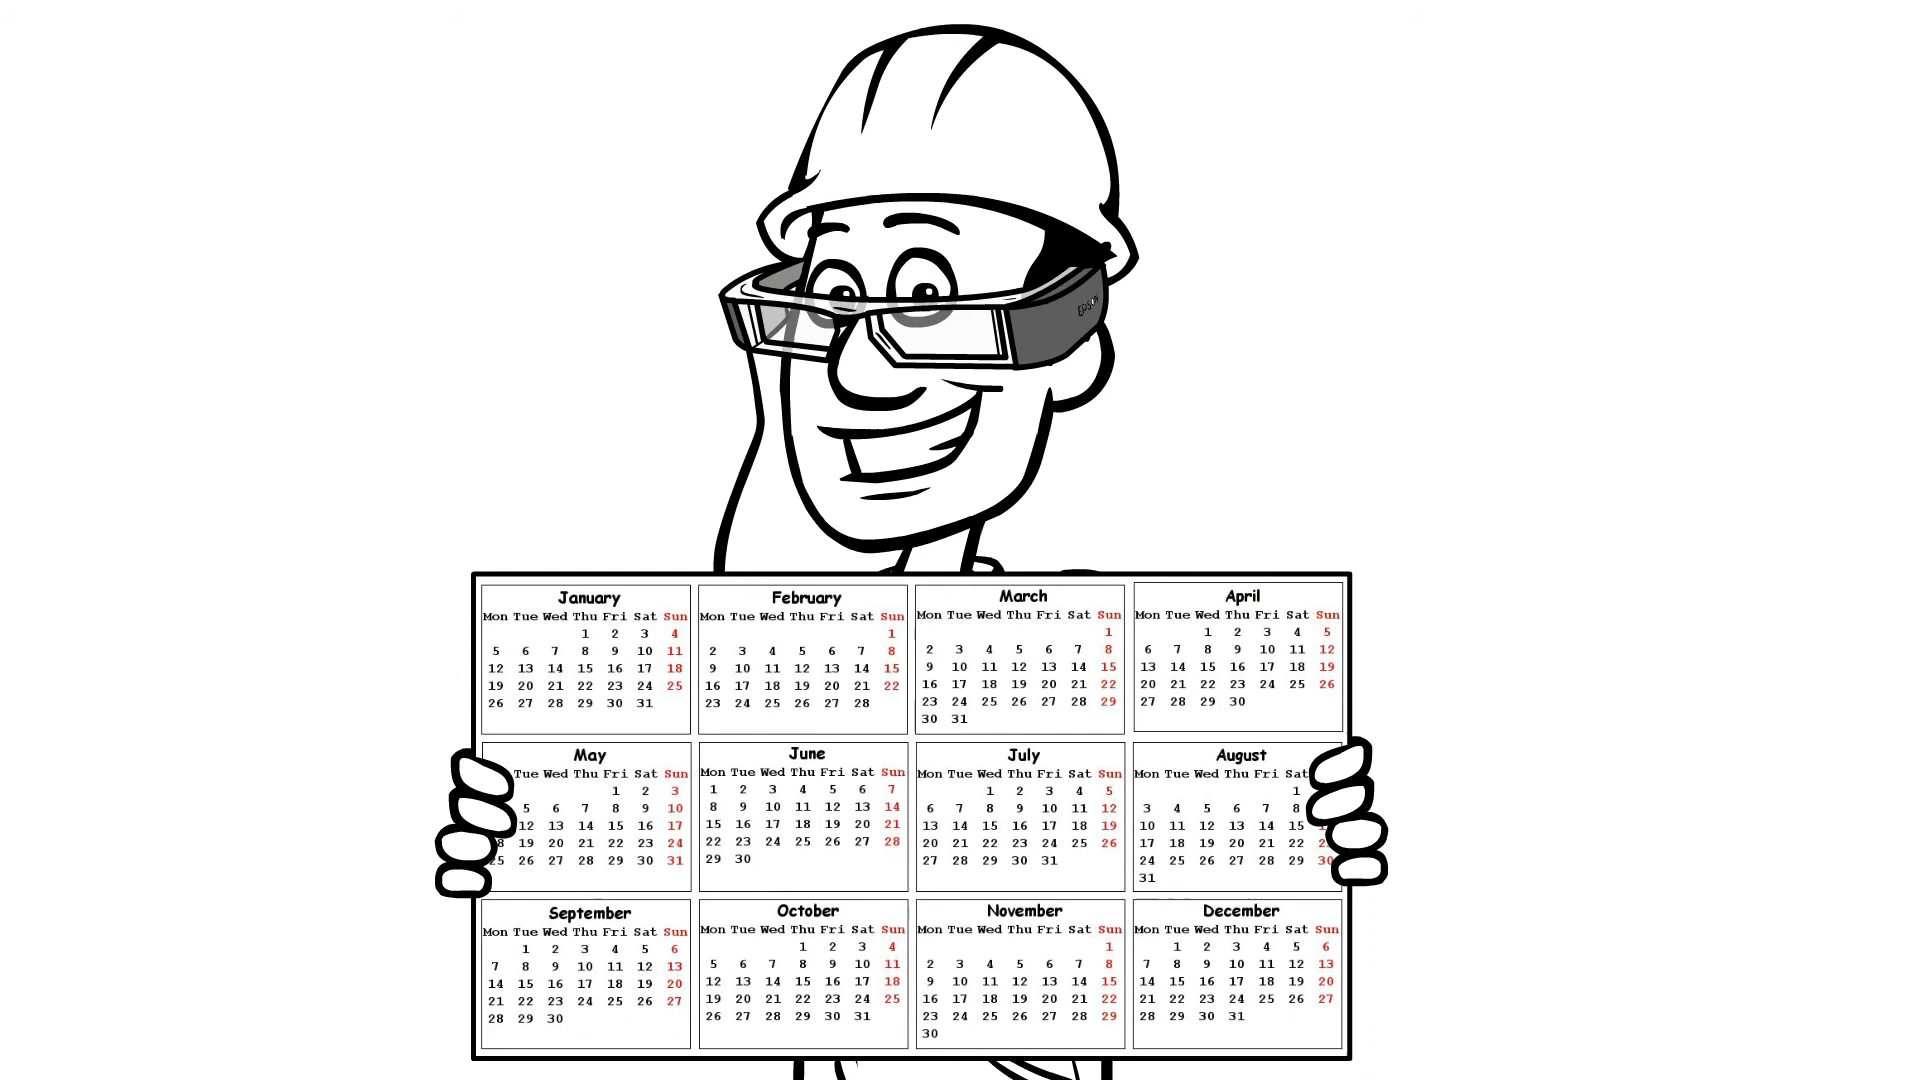 EPSON
January
Mon Tue Wed Thu Fri Sat Sun
1 2 3 4
5 6 7 8 9 10 11
12 13 14 15 16 17 18
19 20 21 22 23 24 25
26 27 28 29 30 31
February
Mon Tue Wed Thu Fri Sat Sun
1
2 3 4 5 6 7 8
9 10 11 12 13 14 15
16 17 18 19 20 21 22
23 24 25 26 27 28
March
Mon Tue Wed Thu Fri Sat Sun
1
2 3 4 5 6 7 8
9 10 11 12 13 14 15
16 17 18 19 20 21 22
23 24 25 26 27 28 29
30 31
April
Mon Tue Wed Thu Fri Sat Sun
1 2 3 4 5
6 7 8 9 10 11 12
13 14 15 16 17 18 19
20 21 22 23 24 25 26
27 28 29 30
May
Tue Wed Thu Fri Sat Sun
1 2 3
5 6 7 8 9 10
12 13 14 15 16 17
19 20 21 22 23 24
25 26 27 28 29 30 31
June
Mon Tue Wed Thu Fri Sat Sun
1 2 3 4 5 6 7
8 9 10 11 12 13 14
15 16 17 18 19 20 21
22 23 24 25 26 27 28
29 30
July
Mon Tue Wed Thu Fri Sat Sun
1 2 3 4 5
6 7 8 9 10 11 12
13 14 15 16 17 18 19
20 21 22 23 24 25 26
27 28 29 30 31
August
Mon Tue Wed Thu Fri Sat
1
3 4 5 6 7 8
10 11 12 13 14 15
17 18 19 20 21 22
24 25 26 27 28 29 30
31
September
Mon Tue Wed Thu Fri Sat Sun
1 2 3 4 5 6
7 8 9 10 11 12 13
14 15 16 17 18 19 20
21 22 23 24 25 26 27
28 29 30
October
Mon Tue Wed Thu Fri Sat Sun
1 2 3 4
5 6 7 8 9 10 11
12 13 14 15 16 17 18
19 20 21 22 23 24 25
26 27 28 29 30 31
November
Mon Tue Wed Thu Fri Sat Sun
1
2 3 4 5 6 7 8
9 10 11 12 13 14 15
16 17 18 19 20 21 22
23 24 25 26 27 28 29
30
December
Mon Tue Wed Thu Fri Sat Sun
1 2 3 4 5 6
7 8 9 10 11 12 13
14 15 16 17 18 19 20
21 22 23 24 25 26 27
28 29 30 31